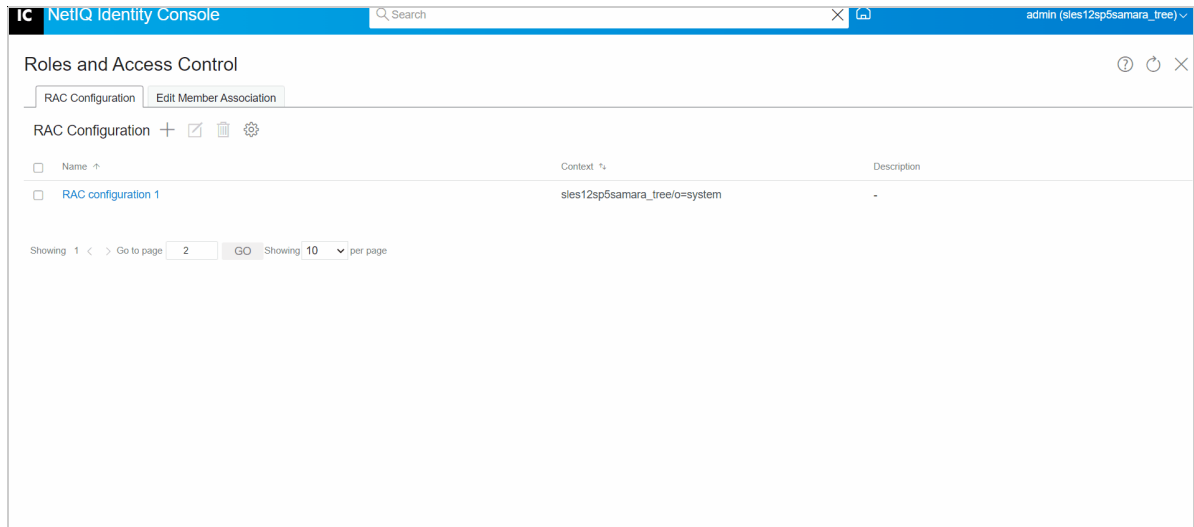 IC NetIQ Identity Console Search admin (sles12sp5samara_tree)
Roles and Access Control
RAC Configuration Edit Member Association
RAC Configuration
Name Context Description
RAC configuration 1 sles12sp5samara_tree/o=system -
Showing 1 < > Go to page 2 GO Showing 10 per page